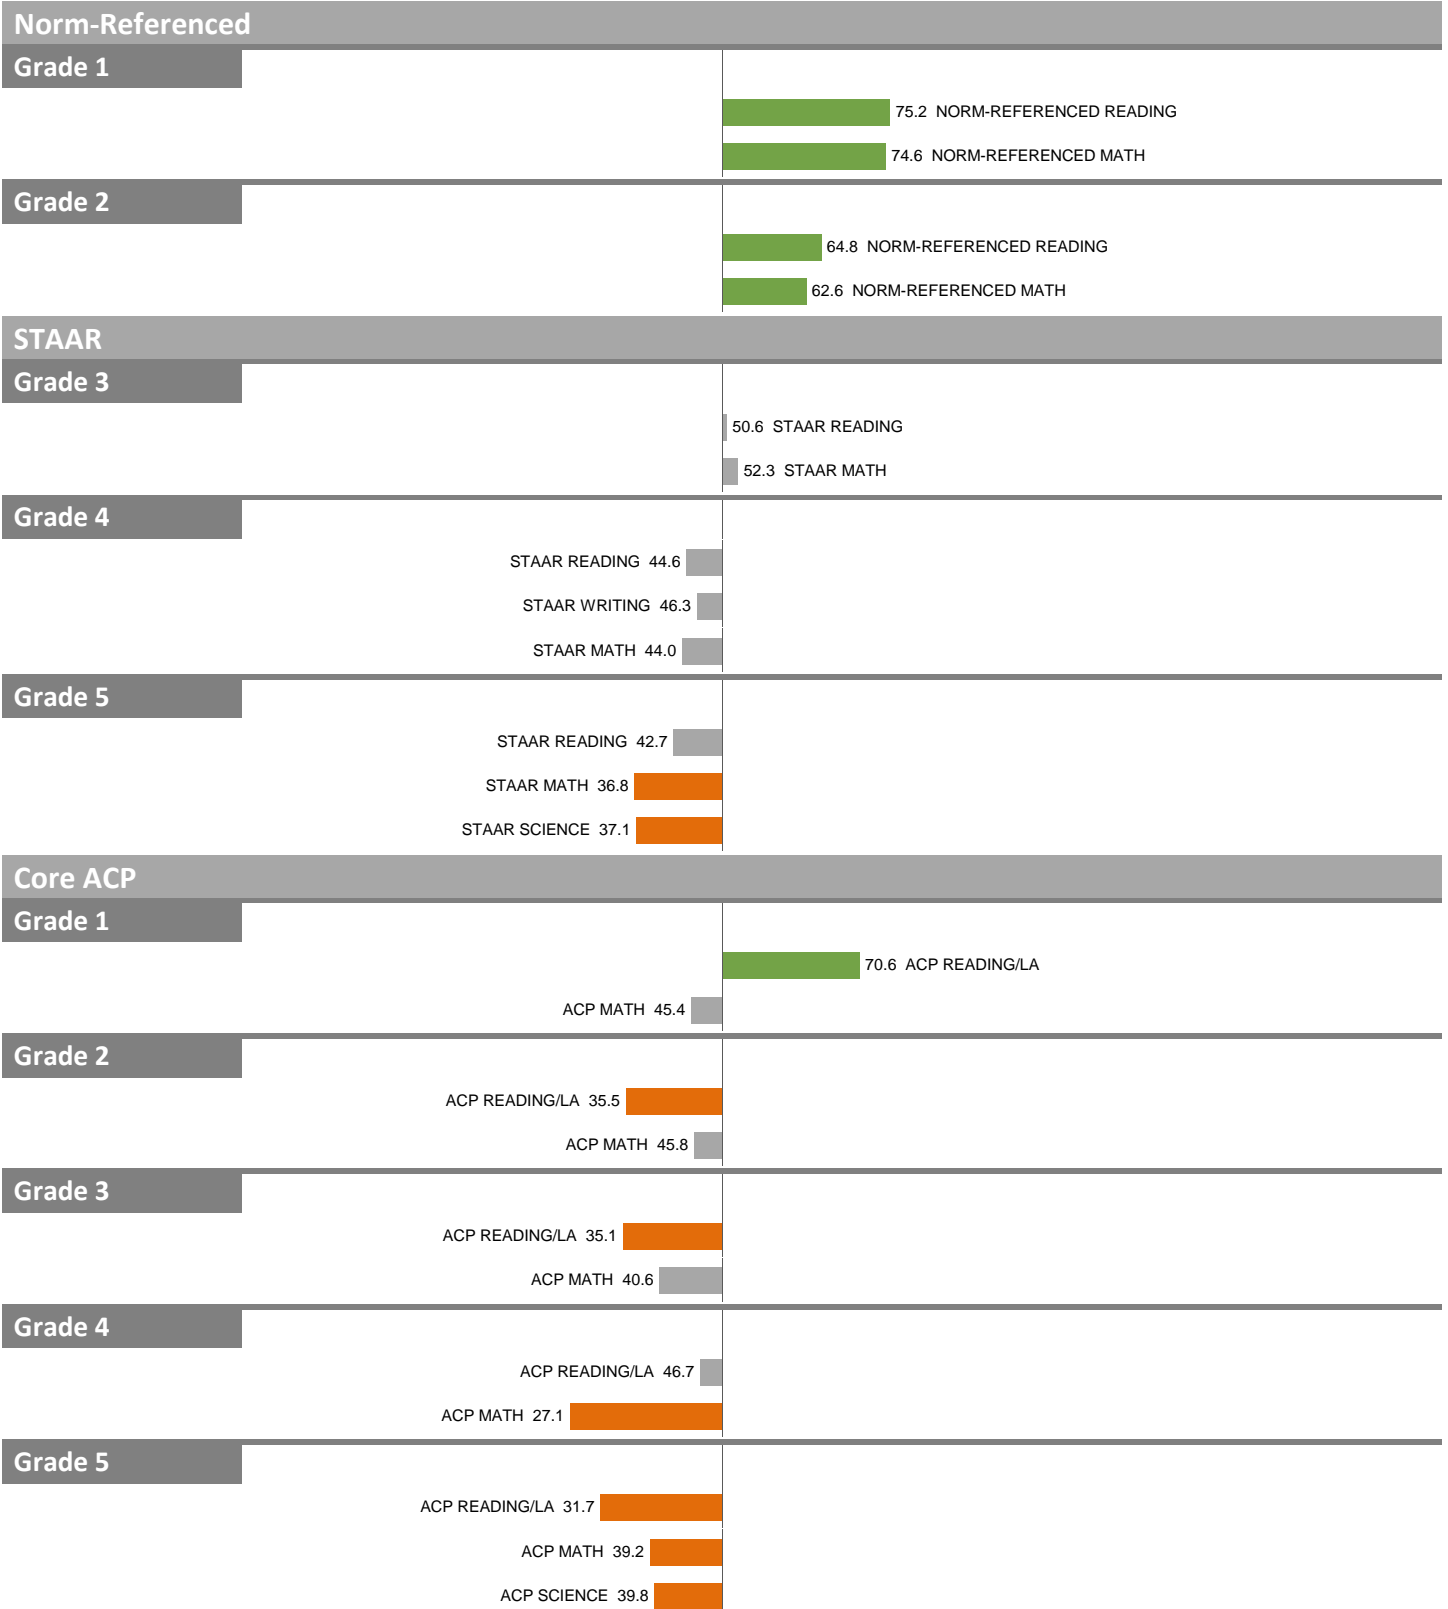 Norm-Referenced
Grade 1
75.2 NORM-REFERENCED READING
74.6 NORM-REFERENCED MATH
Grade 2
64.8 NORM-REFERENCED READING
62.6 NORM-REFERENCED MATH
STAAR
Grade 3
50.6 STAAR READING
52.3 STAAR MATH
Grade 4
STAAR READING 44.6
STAAR WRITING 46.3
STAAR MATH 44.0
Grade 5
STAAR READING 42.7
STAAR MATH 36.8
STAAR SCIENCE 37.1
Core ACP
Grade 1
70.6 ACP READING/LA
ACP MATH 45.4
Grade 2
ACP READING/LA 35.5
ACP MATH 45.8
Grade 3
ACP READING/LA 35.1
ACP MATH 40.6
Grade 4
ACP READING/LA 46.7
ACP MATH 27.1
Grade 5
ACP READING/LA 31.7
ACP MATH 39.2
ACP SCIENCE 39.8